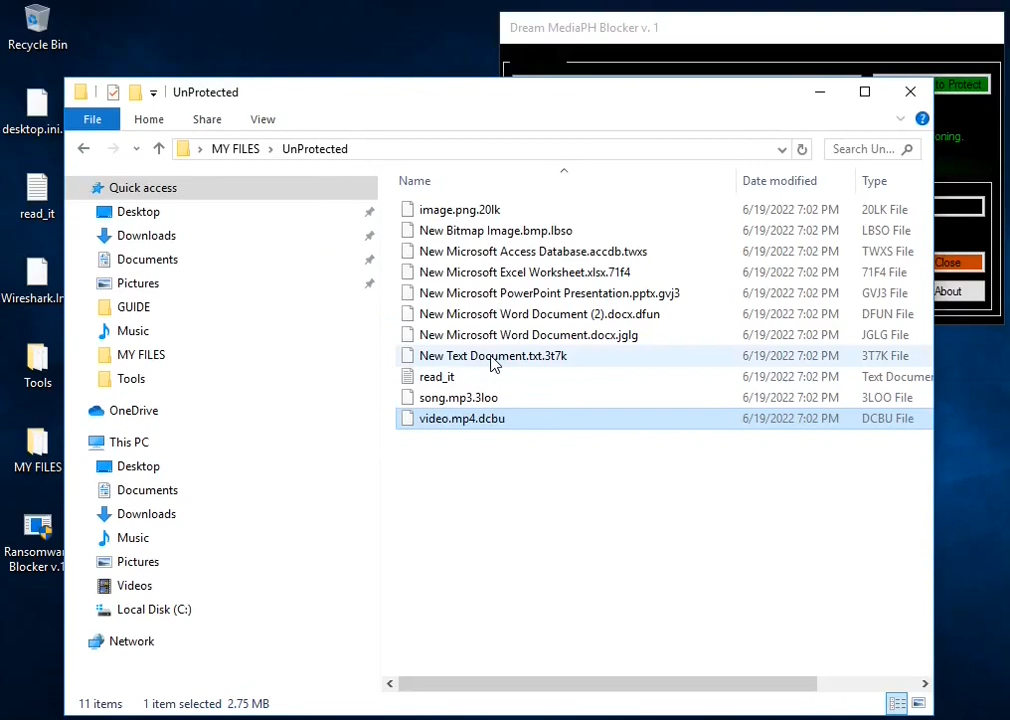 Recycle Bin
desktop.ini.
read_it
Wireshark.ln
Tools
MY FILES
Ransomwar
Blocker v.1
Dream MediaPH Blocker v. 1
to Protect
oning.
Close
About
UnProtected
File Home Share View
MY FILES > UnProtected
Search Un...
Quick access
Desktop
Downloads
Documents
Pictures
GUIDE
Music
MY FILES
Tools
OneDrive
This PC
Desktop
Documents
Downloads
Music
Pictures
Videos
Local Disk (C:)
Network
Name Date modified Type
image.png.20lk 6/19/2022 7:02 PM 20LK File
New Bitmap Image.bmp.lbso 6/19/2022 7:02 PM LBSO File
New Microsoft Access Database.accdb.twxs 6/19/2022 7:02 PM TWXS File
New Microsoft Excel Worksheet.xlsx.71f4 6/19/2022 7:02 PM 71F4 File
New Microsoft PowerPoint Presentation.pptx.gvj3 6/19/2022 7:02 PM GVJ3 File
New Microsoft Word Document (2).docx.dfun 6/19/2022 7:02 PM DFUN File
New Microsoft Word Document.docx.jglg 6/19/2022 7:02 PM JGLG File
New Text Document.txt.3t7k 6/19/2022 7:02 PM 3T7K File
read_it 6/19/2022 7:02 PM Text Docume
song.mp3.3loo 6/19/2022 7:02 PM 3LOO File
video.mp4.dcbu 6/19/2022 7:02 PM DCBU File
11 items 1 item selected 2.75 MB